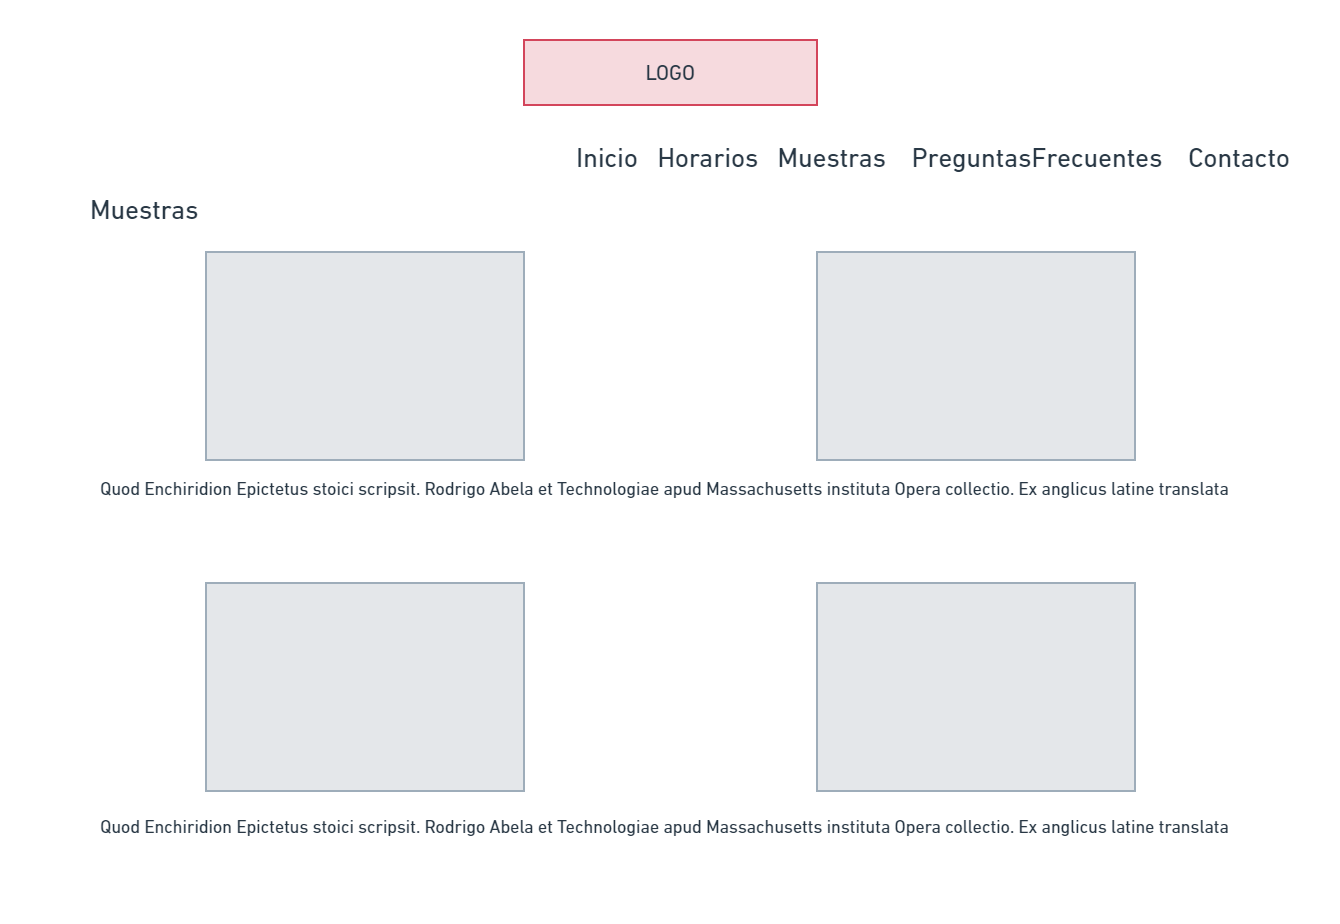 LOGO
Inicio Horarios Muestras PreguntasFrecuentes Contacto
Muestras
Quod Enchiridion Epictetus stoici scripsit. Rodrigo Abela et Technologiae apud Massachusetts instituta Opera collectio. Ex anglicus latine translata
Quod Enchiridion Epictetus stoici scripsit. Rodrigo Abela et Technologiae apud Massachusetts instituta Opera collectio. Ex anglicus latine translata